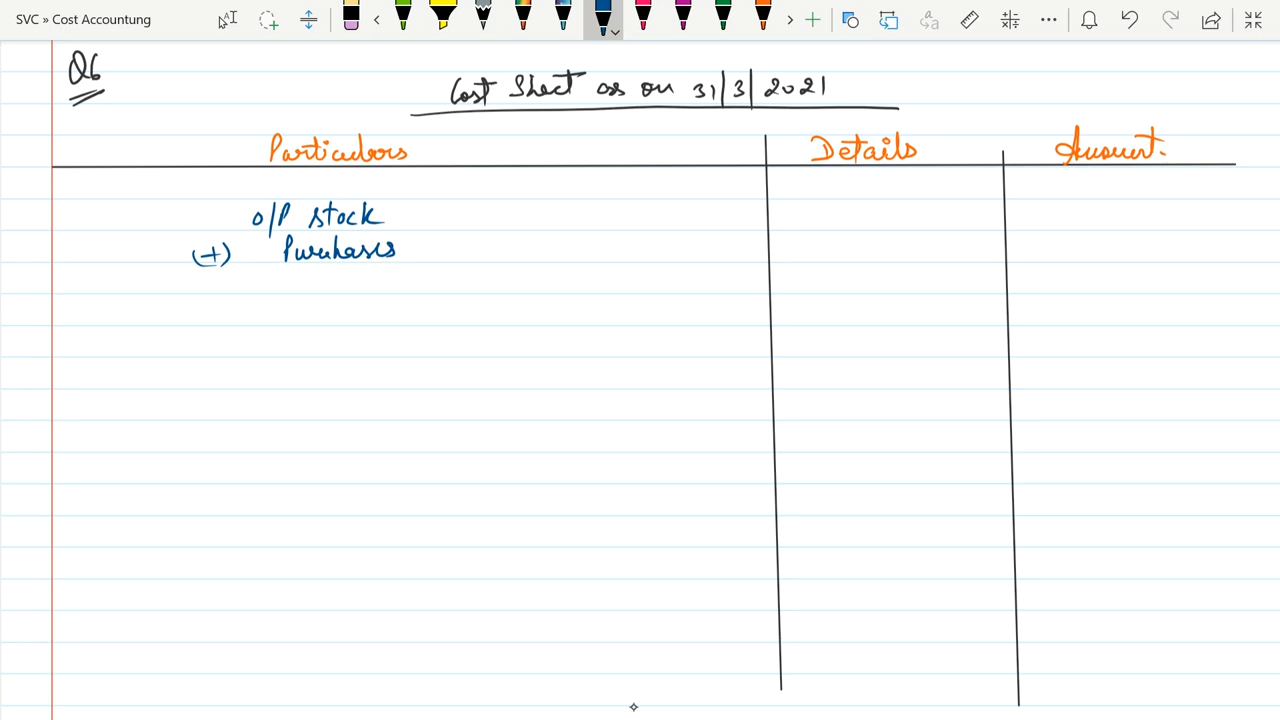 SVC » Cost Accountung
Q6
Cost Sheet as on 31/3/2021
Particulars Details Amount.
O/P stock
(+) Purchases